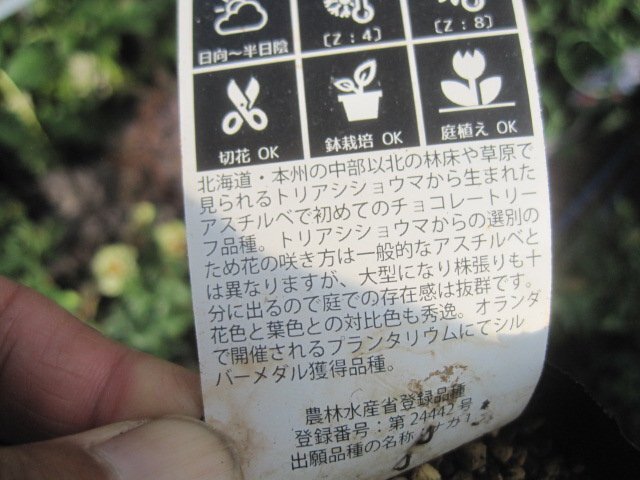 日向〜半日陰
[Z:4]
[Z:8]
切花 OK
鉢栽培 OK
庭植え OK
北海道・本州の中部以北の林床や草原で
見られるトリアシショウマから生まれた
アスチルベで初めてのチョコレートリー
フ品種。トリアシショウマからの選別の
ため花の咲き方は一般的なアスチルベと
は異なりますが、大型になり株張りも十
分に出るので庭での存在感は抜群です。
花色と葉色との対比色も秀逸。オランダ
で開催されるプランタリウムにてシル
バーメダル獲得品種。
農林水産省登録品種
登録番号:第 24442 号
出願品種の名称:ナガ